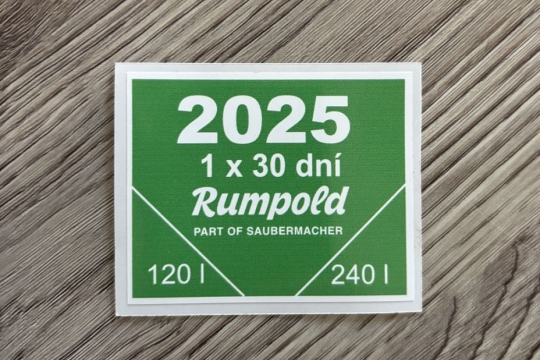 2025
1 x 30 dní
Rumpold
PART OF SAUBERMACHER
120 l
240 l